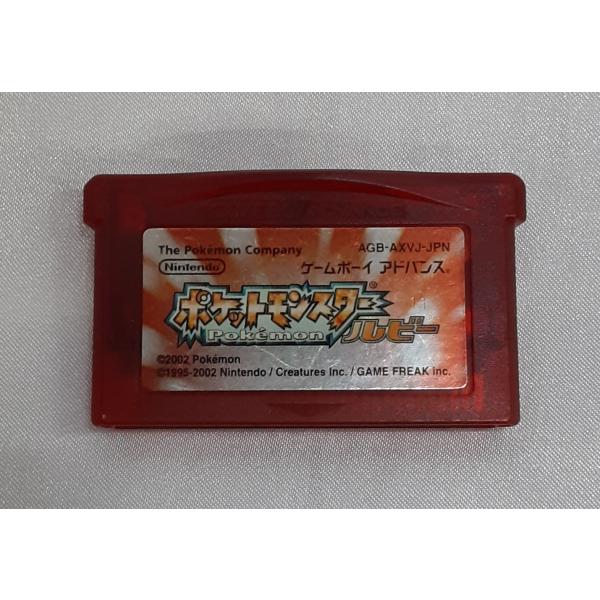 The Pokémon Company AGB-AXVJ-JPN
Nintendo ゲームボーイ アドバンス®
ポケットモンスター®
Pokémon ルビー
©2002 Pokémon
©1995-2002 Nintendo / Creatures Inc. / GAME FREAK Inc.